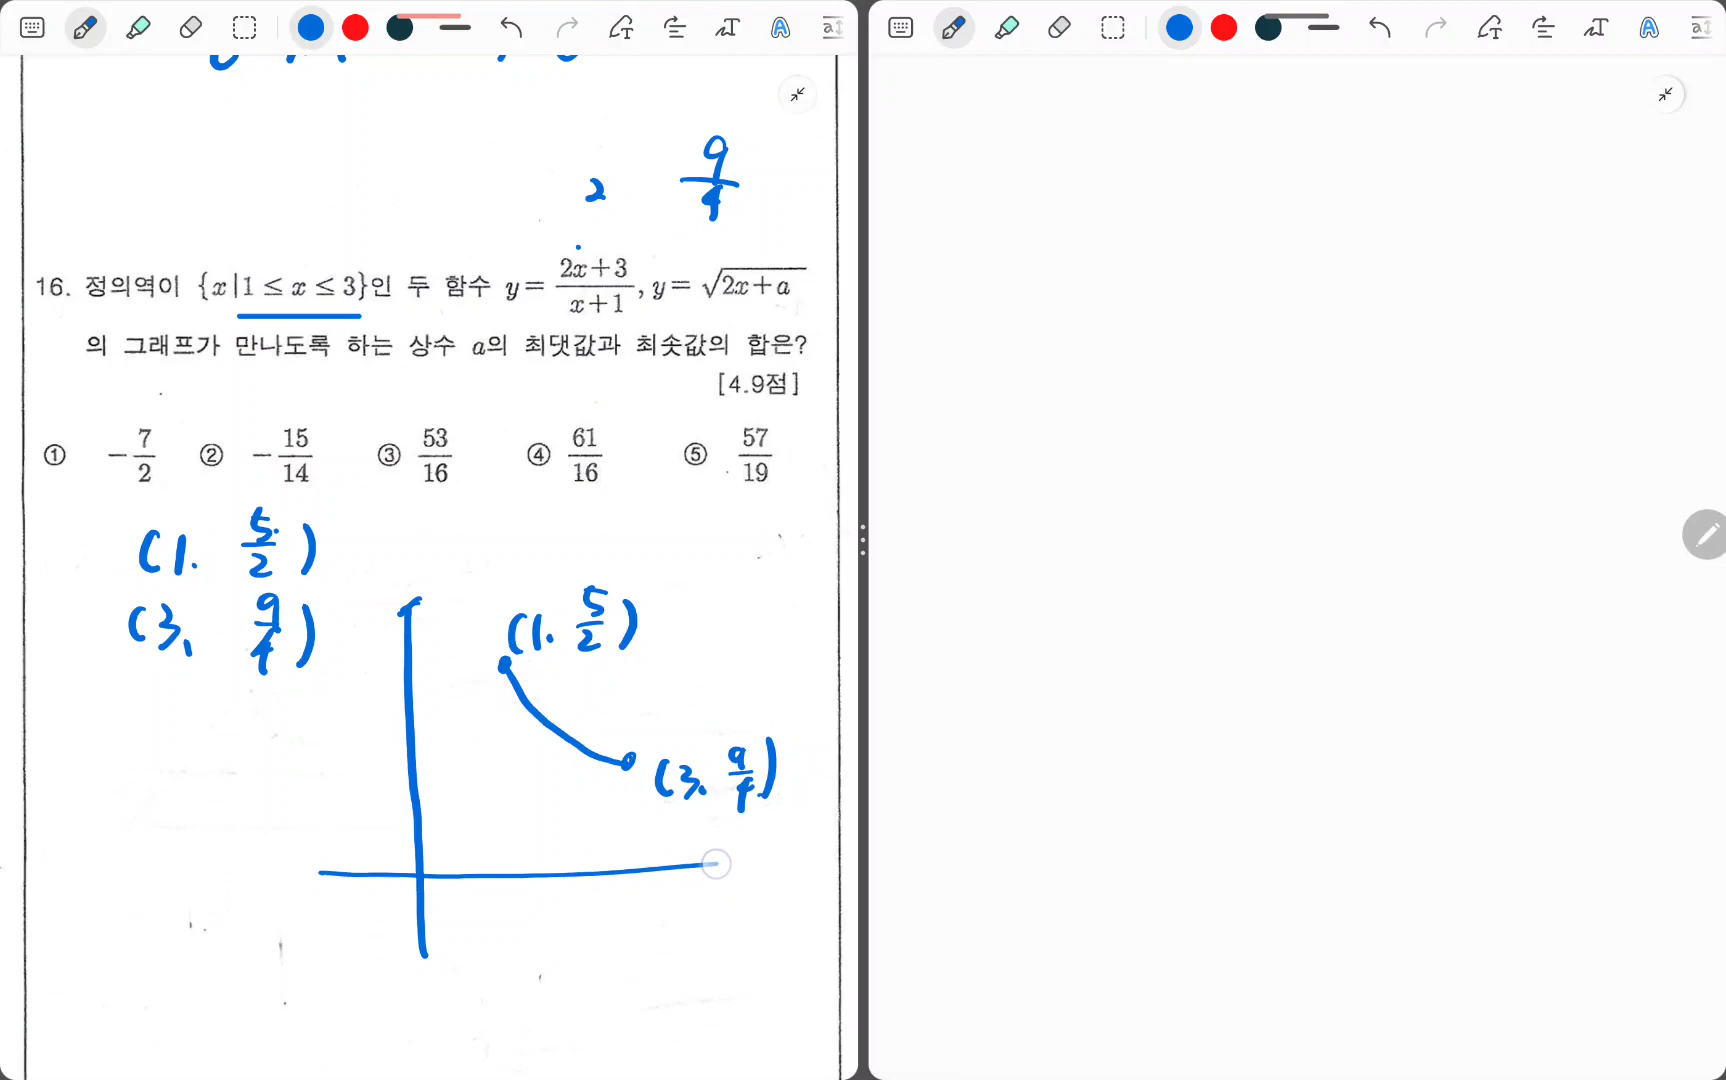 2 9/4
16. 정의역이 {x|1≤x≤3}인 두 함수 y=(2x+3)/(x+1), y=√(2x+a)
의 그래프가 만나도록 하는 상수 a의 최댓값과 최솟값의 합은?
[4.9점]
① -7/2 ② -15/14 ③ 53/16 ④ 61/16 ⑤ 57/19
(1. 5/2)
(3, 9/4)
(1. 5/2)
(3. 9/4)